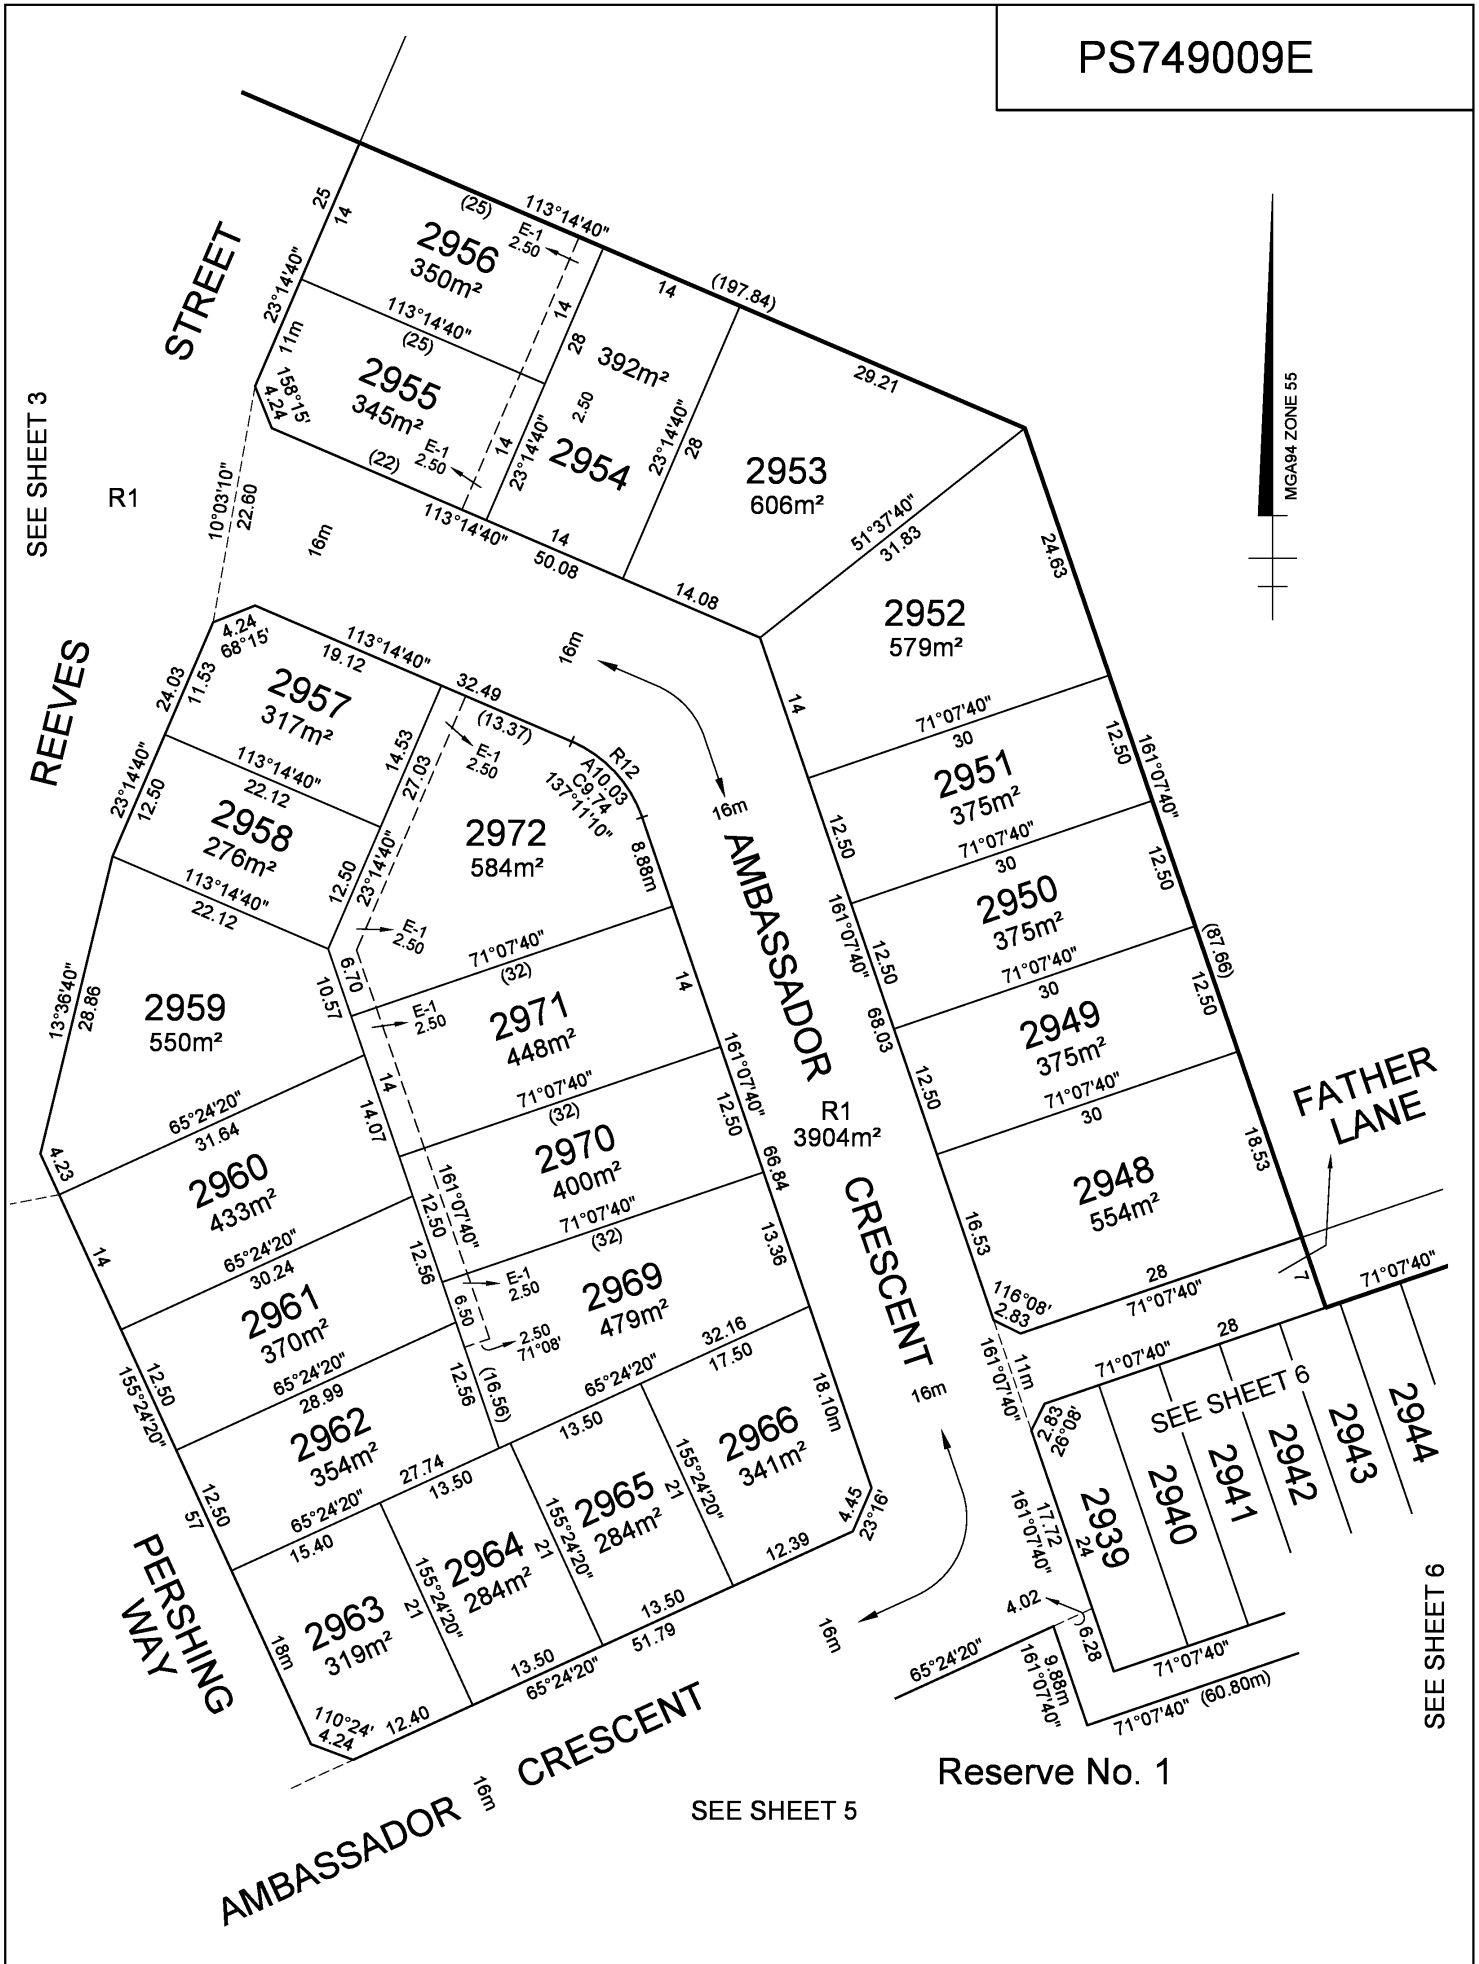 PS749009E
113°14'40"
(25)
25
14
E-1
2.50
2956
350m²
STREET
23°14'40"
14
(197.84)
113°14'40"
(25)
14
28
392m²
29.21
11m
158°15'
4.24
2955
345m²
2.50
23°14'40"
28
MGA94 ZONE 55
SEE SHEET 3
(22)
E-1
2.50
14
23°14'40"
2954
2953
606m²
R1
10°03'10"
22.60
16m
113°14'40"
14
50.08
51°37'40"
31.83
24.63
14.08
2952
579m²
4.24
68°15'
113°14'40"
19.12
16m
REEVES
24.03
11.53
2957
317m²
32.49
(13.37)
14
71°07'40"
30
12.50
161°07'40"
23°14'40"
12.50
113°14'40"
22.12
14.53
27.03
E-1
2.50
R12
A10.03
C9.74
137°11'10"
16m
2951
375m²
2958
276m²
2972
584m²
8.88m
12.50
71°07'40"
30
12.50
113°14'40"
22.12
12.50
23°14'40"
AMBASSADOR
2950
375m²
E-1
2.50
161°07'40"
12.50
(87.66)
71°07'40"
(32)
71°07'40"
30
12.50
6.70
10.57
13°36'40"
28.86
2959
550m²
E-1
2.50
2971
448m²
14
68.03
2949
375m²
161°07'40"
12.50
71°07'40"
30
FATHER
LANE
14
14.07
71°07'40"
(32)
12.50
R1
3904m²
65°24'20"
31.64
4.23
2960
433m²
2970
400m²
66.84
18.53
2948
554m²
161°07'40"
12.50
12.56
71°07'40"
(32)
13.36
CRESCENT
16.53
14
65°24'20"
30.24
E-1
2.50
28
71°07'40"
7
71°07'40"
2961
370m²
6.50
2969
479m²
116°08'
2.83
2.50
71°08'
32.16
17.50
28
71°07'40"
161°07'40"
11m
12.50
155°24'20"
65°24'20"
28.99
12.56
(16.56)
65°24'20"
13.50
18.10m
16m
2.83
26°08'
SEE SHEET 6
2962
354m²
2966
341m²
2944
2943
2942
2941
2940
2939
12.50
57
27.74
13.50
65°24'20"
15.40
155°24'20"
21
2965
284m²
155°24'20"
21
4.45
23°16'
17.72
161°07'40"
24
PERSHING
WAY
2964
284m²
155°24'20"
21
12.39
SEE SHEET 6
2963
319m²
18m
13.50
51.79
16m
4.02
6.28
71°07'40"
13.50
65°24'20"
65°24'20"
9.88m
161°07'40"
110°24'
4.24
12.40
71°07'40"
(60.80m)
CRESCENT
Reserve No. 1
16m
SEE SHEET 5
AMBASSADOR